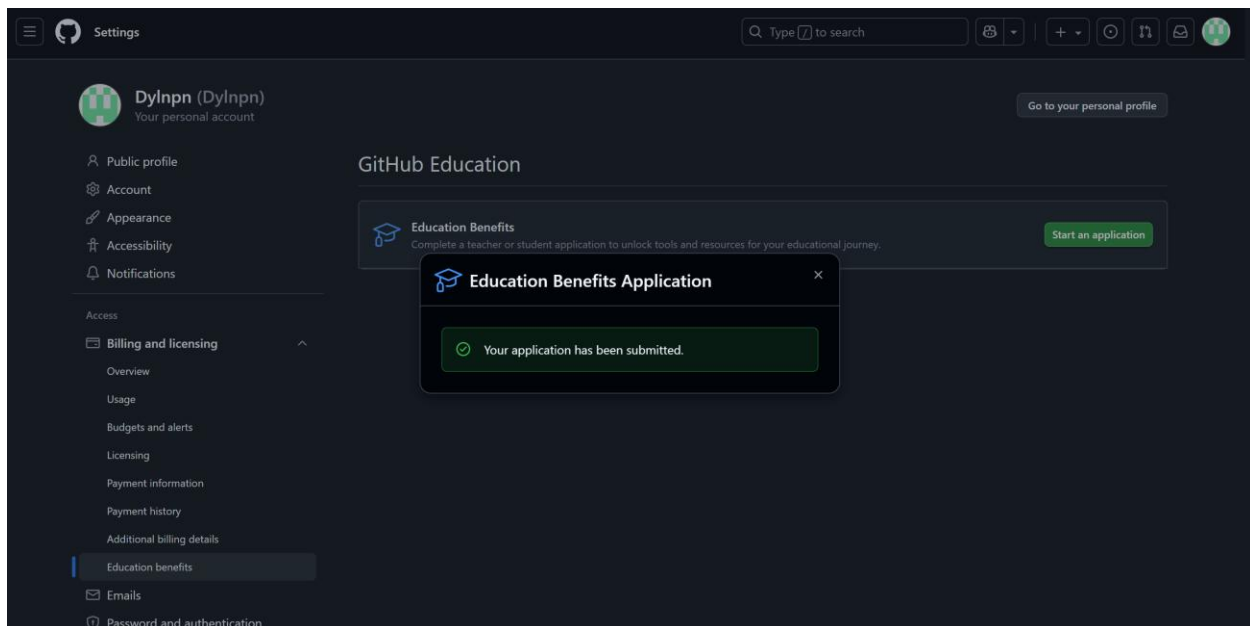 Settings
Type / to search
Dylnpn (Dylnpn)
Your personal account
Go to your personal profile
Public profile
Account
Appearance
Accessibility
Notifications
Access
Billing and licensing
Overview
Usage
Budgets and alerts
Licensing
Payment information
Payment history
Additional billing details
Education benefits
Emails
Password and authentication
GitHub Education
Education Benefits
Complete a teacher or student application to unlock tools and resources for your educational journey.
Start an application
Education Benefits Application
Your application has been submitted.